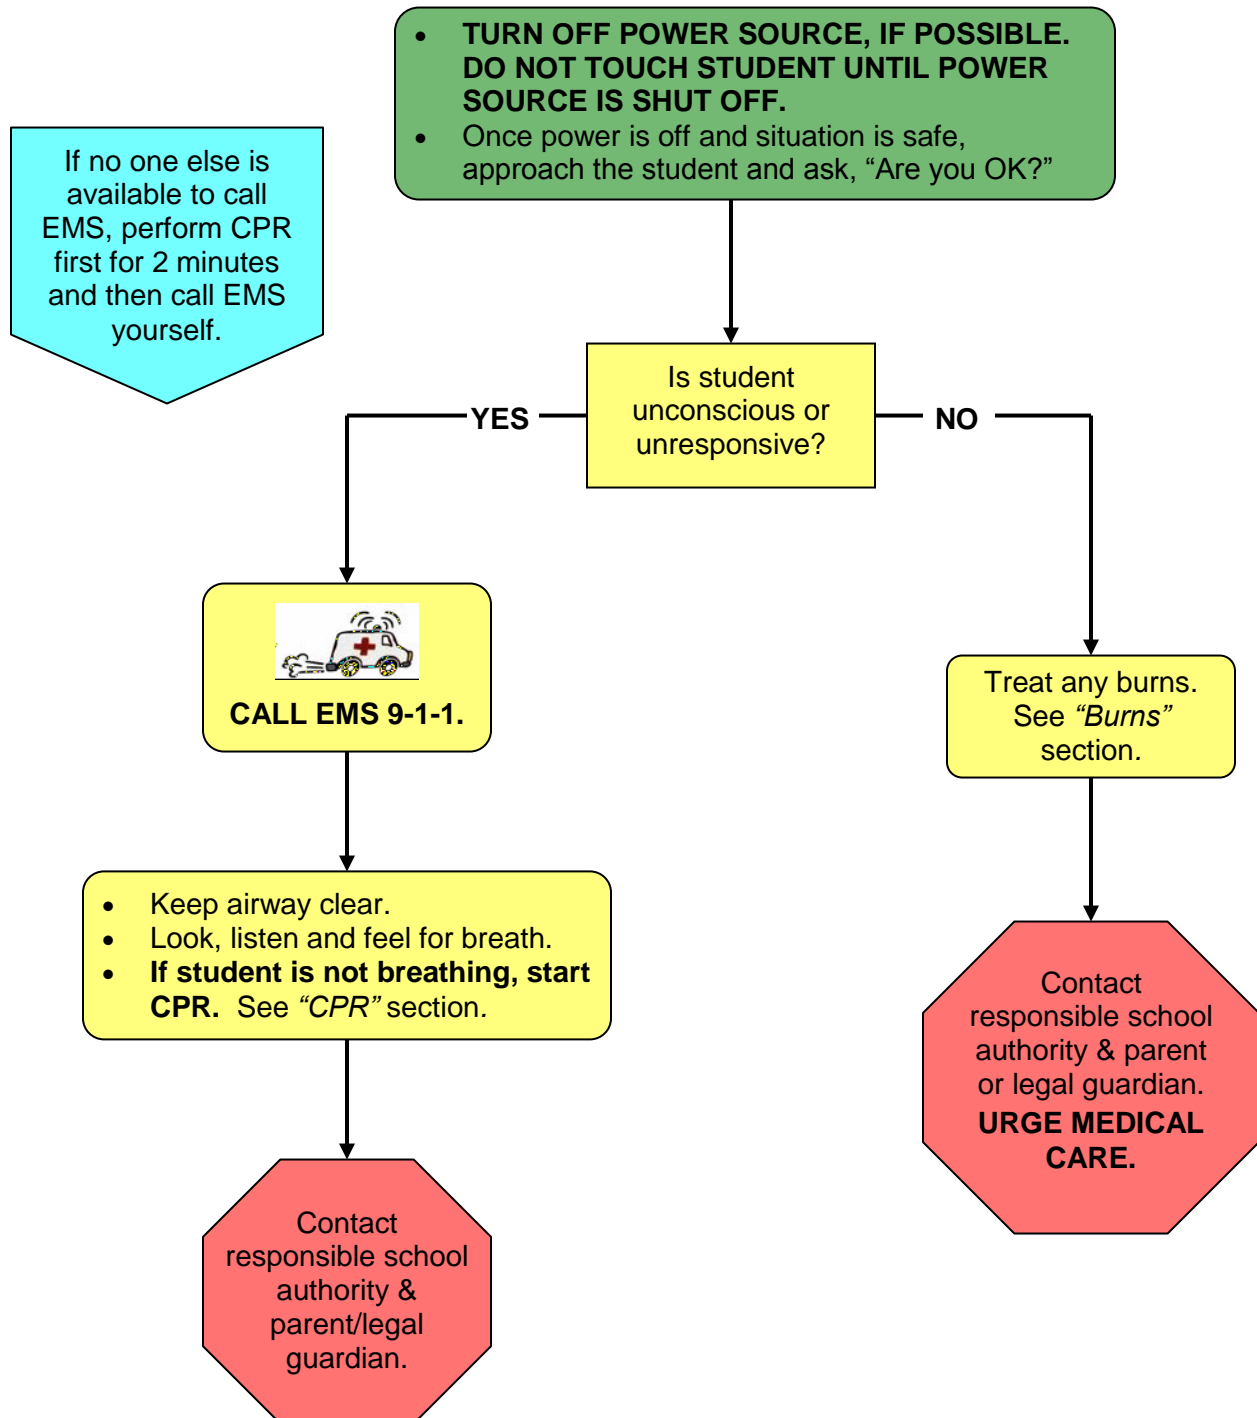 • TURN OFF POWER SOURCE, IF POSSIBLE.
DO NOT TOUCH STUDENT UNTIL POWER
SOURCE IS SHUT OFF.
• Once power is off and situation is safe,
approach the student and ask, “Are you OK?”
If no one else is
available to call
EMS, perform CPR
first for 2 minutes
and then call EMS
yourself.
Is student
unconscious or
unresponsive?
YES
NO
CALL EMS 9-1-1.
Treat any burns.
See “Burns”
section.
• Keep airway clear.
• Look, listen and feel for breath.
• If student is not breathing, start
CPR. See “CPR” section.
Contact
responsible school
authority & parent
or legal guardian.
URGE MEDICAL
CARE.
Contact
responsible school
authority &
parent/legal
guardian.